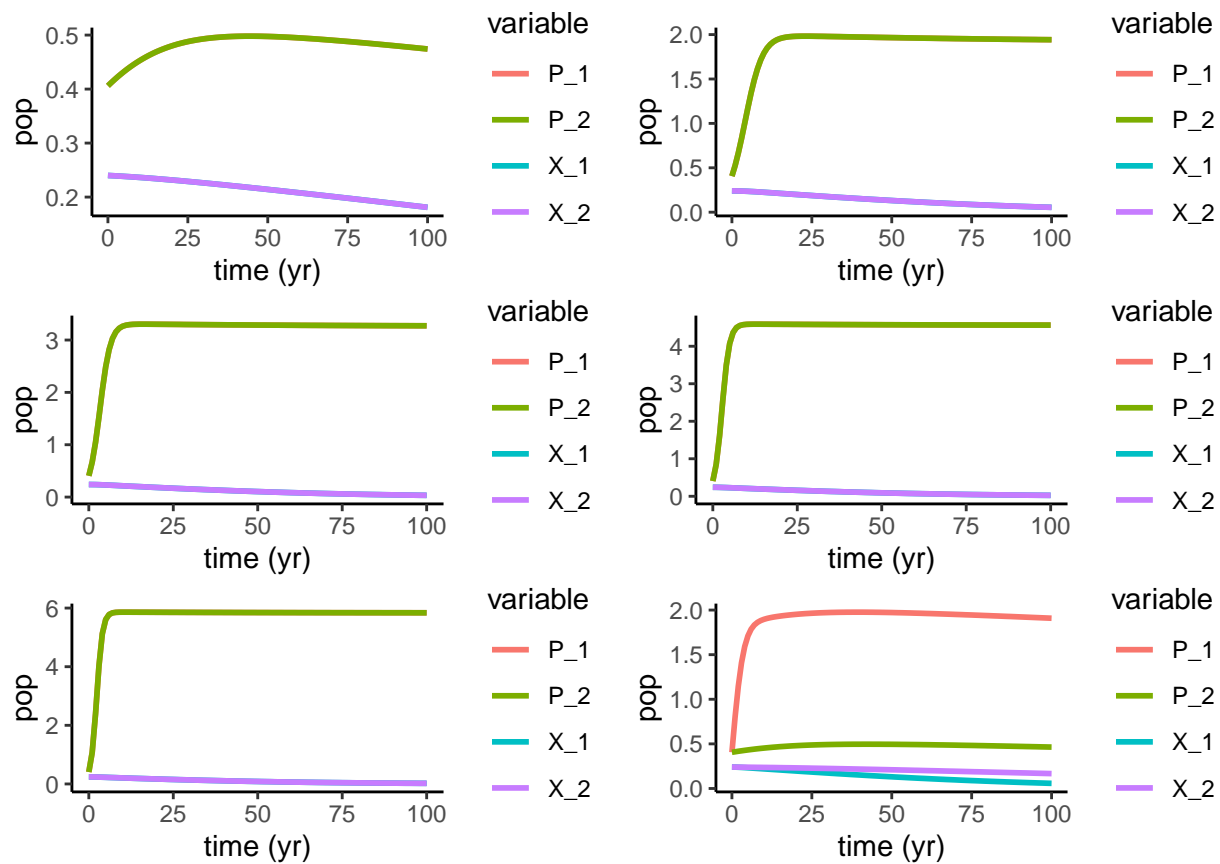 variable
P_1
P_2
X_1
X_2
pop
0.5
0.4
0.3
0.2
0 25 50 75 100
time (yr)
variable
P_1
P_2
X_1
X_2
pop
2.0
1.5
1.0
0.5
0.0
0 25 50 75 100
time (yr)
variable
P_1
P_2
X_1
X_2
pop
3
2
1
0
0 25 50 75 100
time (yr)
variable
P_1
P_2
X_1
X_2
pop
4
3
2
1
0
0 25 50 75 100
time (yr)
variable
P_1
P_2
X_1
X_2
pop
6
4
2
0
0 25 50 75 100
time (yr)
variable
P_1
P_2
X_1
X_2
pop
2.0
1.5
1.0
0.5
0.0
0 25 50 75 100
time (yr)